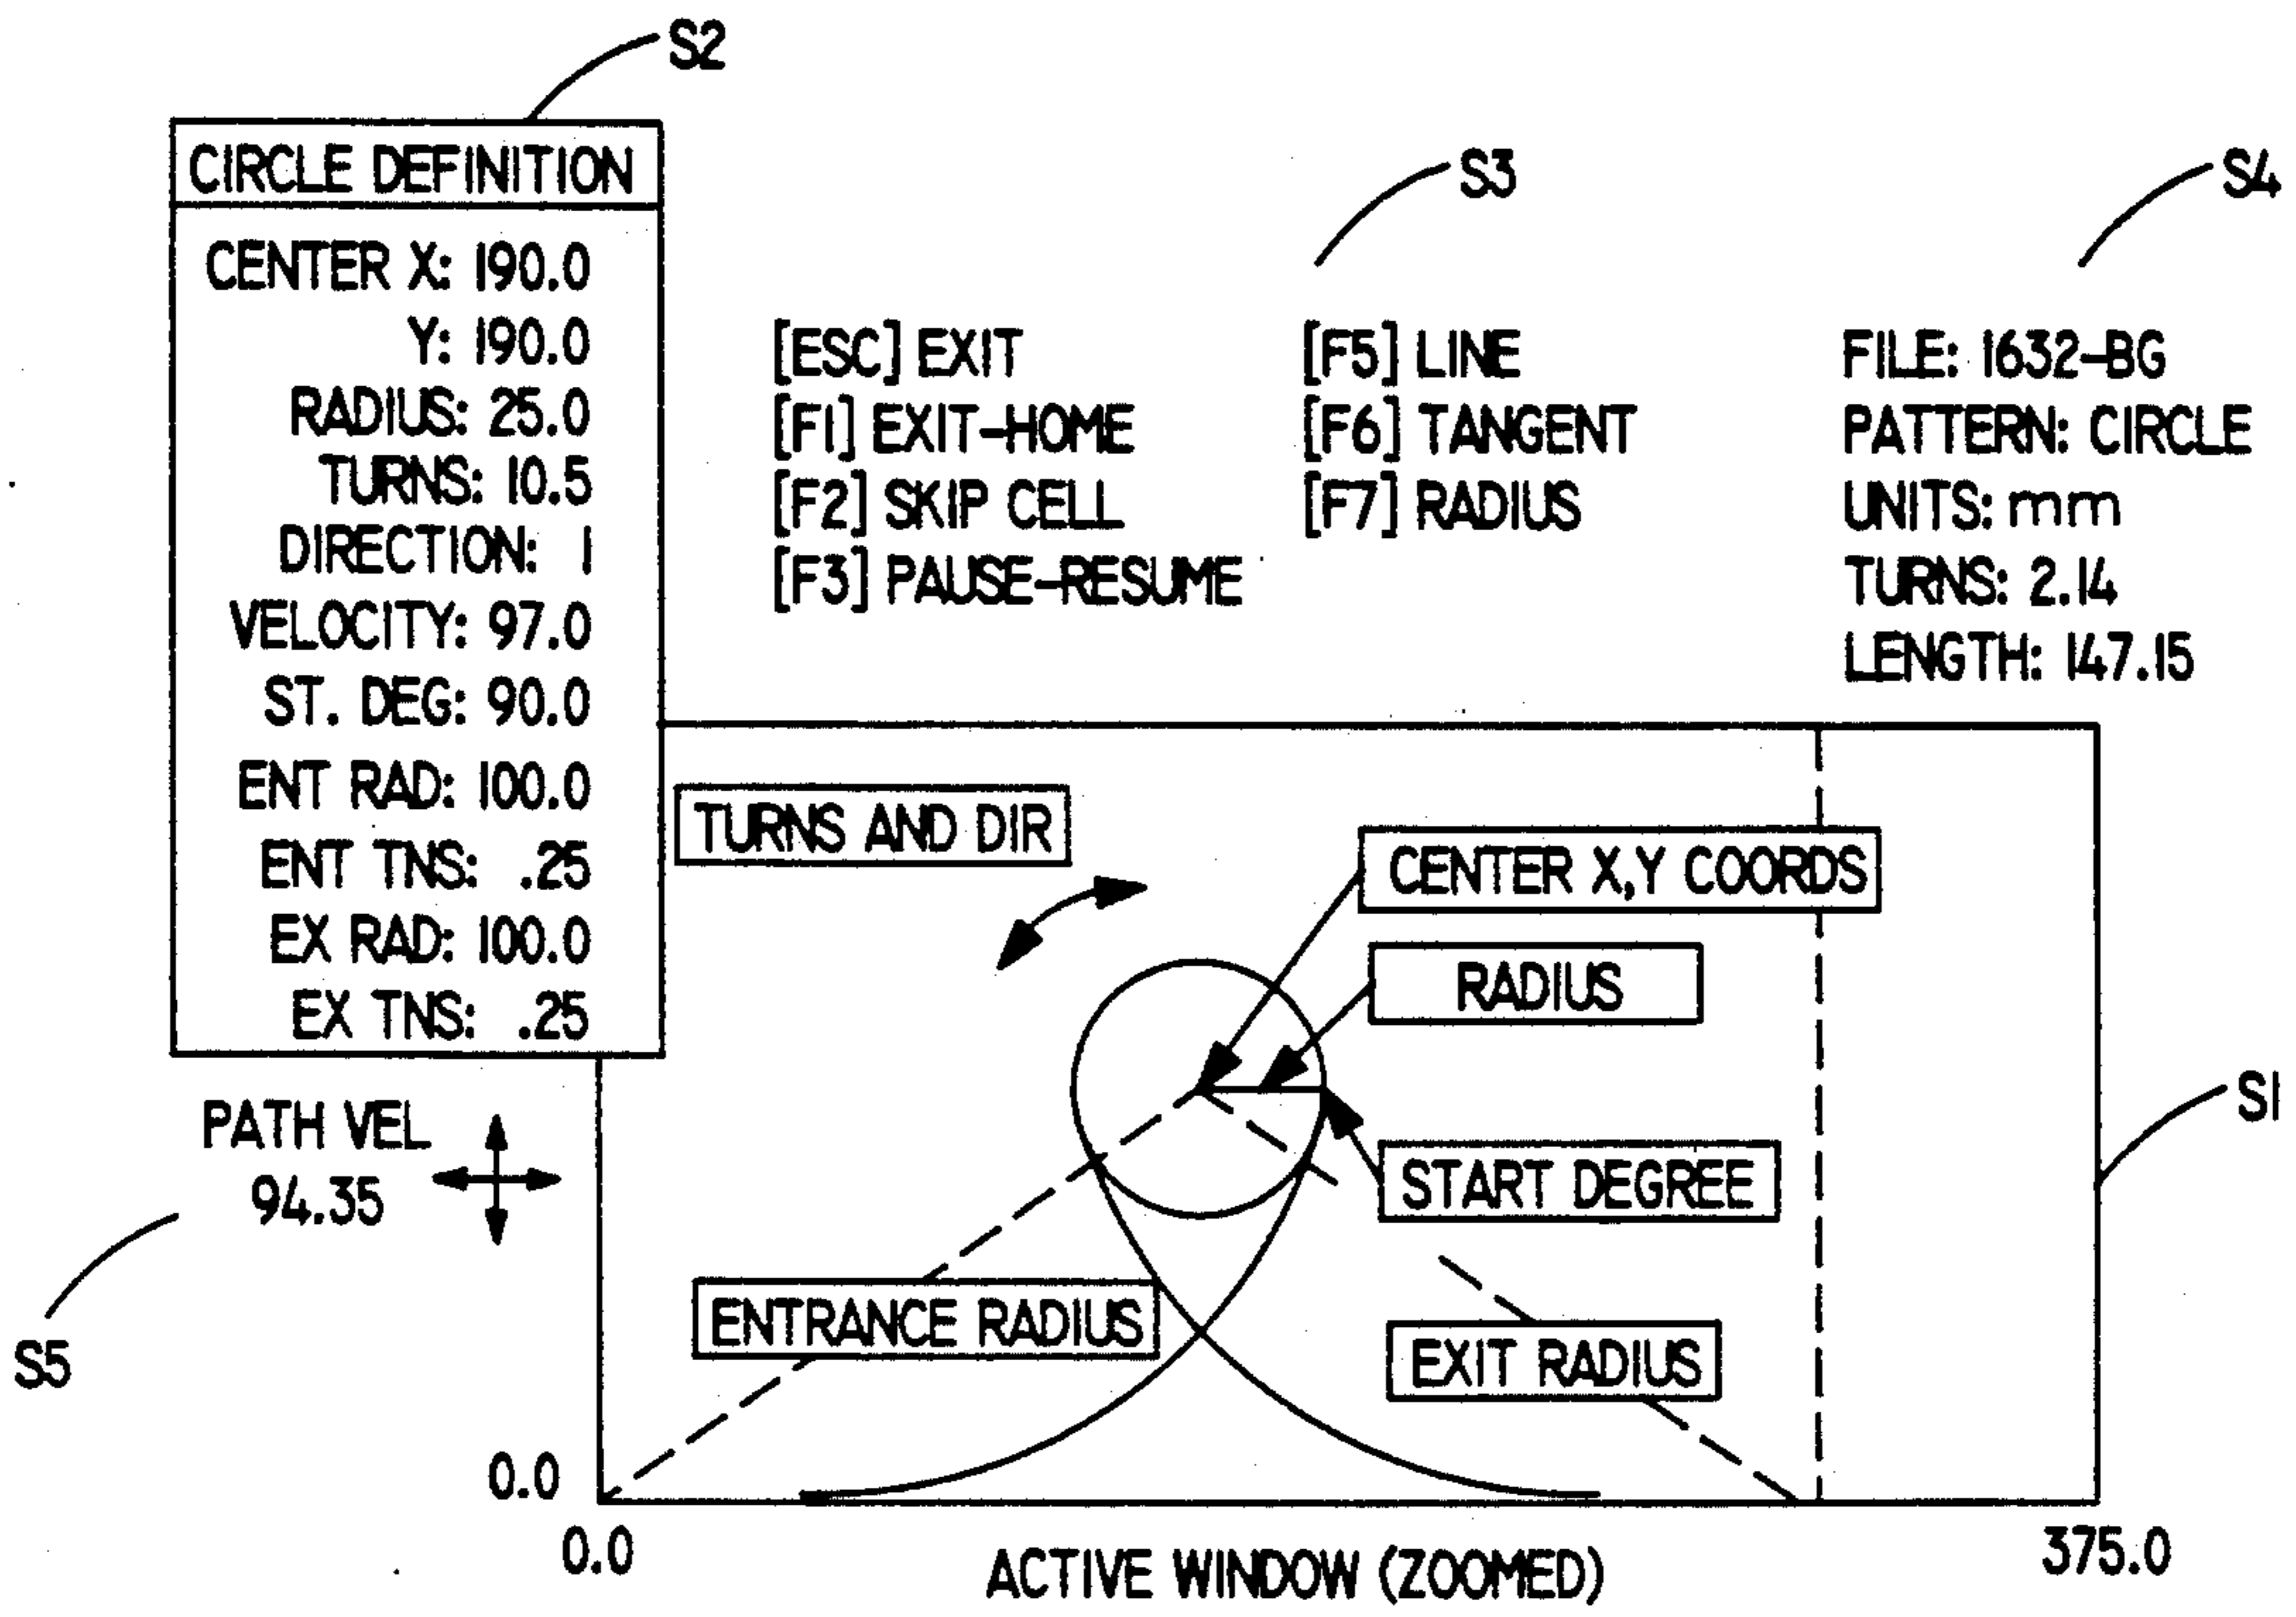 S2
CIRCLE DEFINITION
CENTER X: 190.0
Y: 190.0
RADIUS: 25.0
TURNS: 10.5
DIRECTION: 1
VELOCITY: 97.0
ST. DEG: 90.0
ENT RAD: 100.0
ENT TNS: .25
EX RAD: 100.0
EX TNS: .25
S3
[ESC] EXIT
[F1] EXIT-HOME
[F2] SKIP CELL
[F3] PAUSE-RESUME
[F5] LINE
[F6] TANGENT
[F7] RADIUS
S4
FILE: 1632-BG
PATTERN: CIRCLE
UNITS: mm
TURNS: 2.14
LENGTH: 147.15
TURNS AND DIR
CENTER X,Y COORDS
RADIUS
START DEGREE
ENTRANCE RADIUS
EXIT RADIUS
S1
PATH VEL
94.35
S5
0.0
0.0
ACTIVE WINDOW (ZOOMED)
375.0